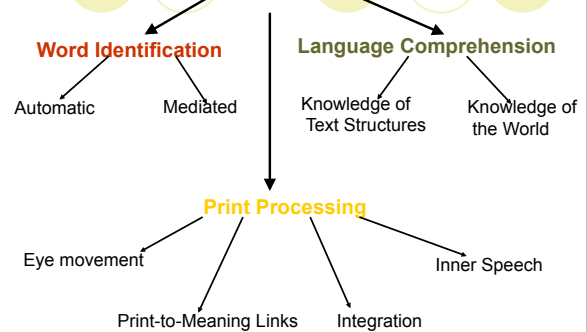 Word Identification
Language Comprehension
Automatic
Mediated
Knowledge of
Text Structures
Knowledge of
the World
Print Processing
Eye movement
Inner Speech
Print-to-Meaning Links
Integration